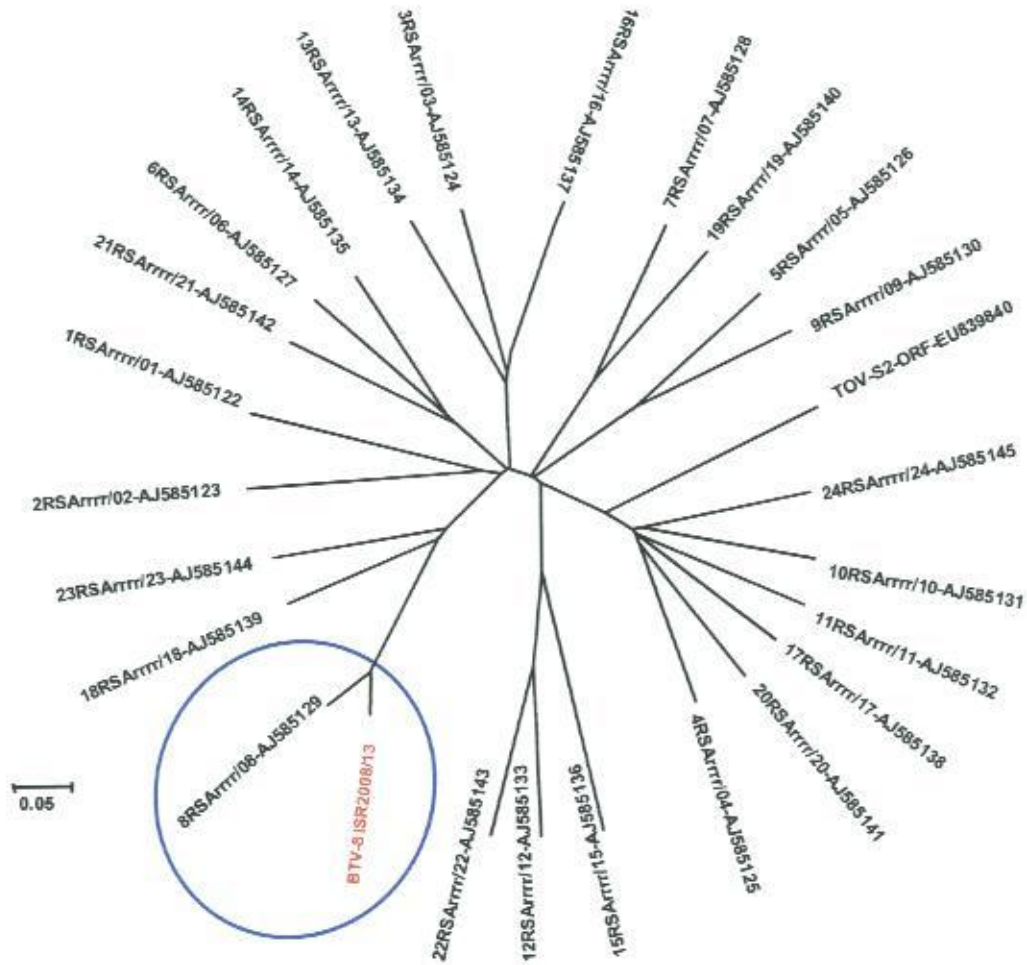 3RSArrrr/03-AJ585124
16RSArrrr/16-AJ585137
13RSArrrr/13-AJ585134
7RSArrrr/07-AJ585128
14RSArrrr/14-AJ585135
19RSArrrr/19-AJ585140
6RSArrrr/06-AJ585127
5RSArrrr/05-AJ585126
21RSArrrr/21-AJ585142
9RSArrrr/09-AJ585130
1RSArrrr/01-AJ585122
TOV-S2-ORF-EU839840
2RSArrrr/02-AJ585123
24RSArrrr/24-AJ585145
23RSArrrr/23-AJ585144
10RSArrrr/10-AJ585131
18RSArrrr/18-AJ585139
11RSArrrr/11-AJ585132
17RSArrrr/17-AJ585138
8RSArrrr/08-AJ585129
20RSArrrr/20-AJ585141
4RSArrrr/04-AJ585125
BTV-8 ISR2008/13
22RSArrrr/22-AJ585143
12RSArrrr/12-AJ585133
15RSArrrr/15-AJ585136
0.05